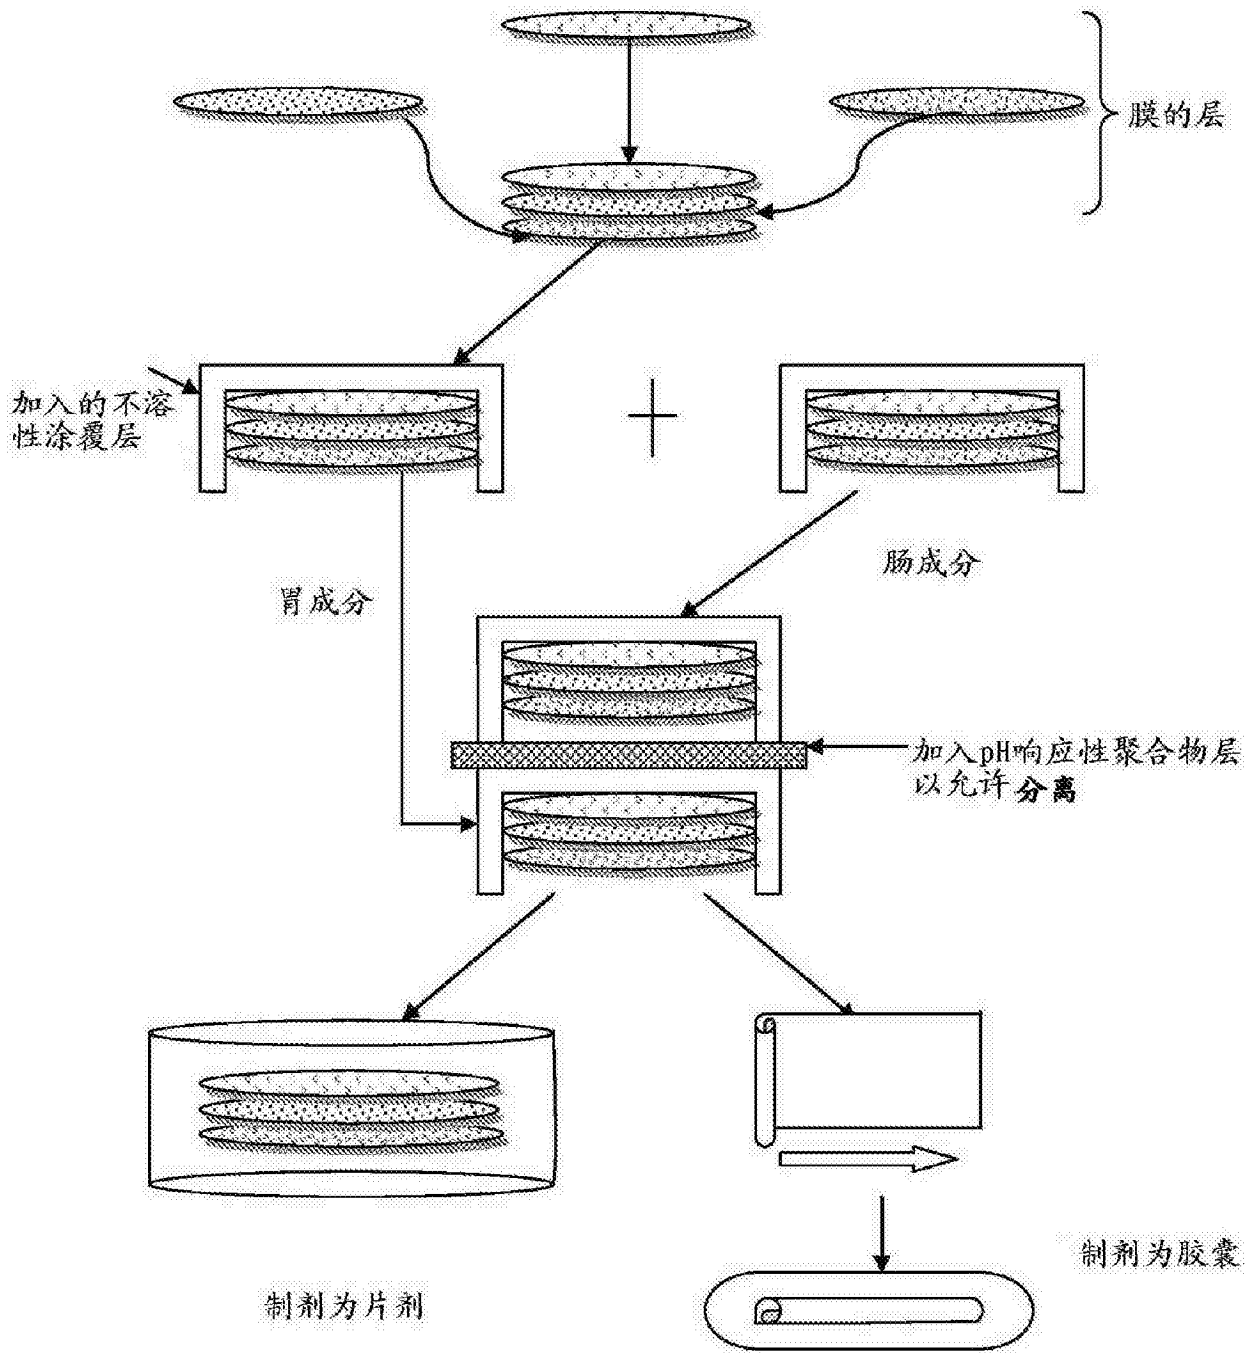 膜的层
加入的不溶
性涂覆层
肠成分
胃成分
加入pH响应性聚合物层
以允许分离
制剂为胶囊
制剂为片剂